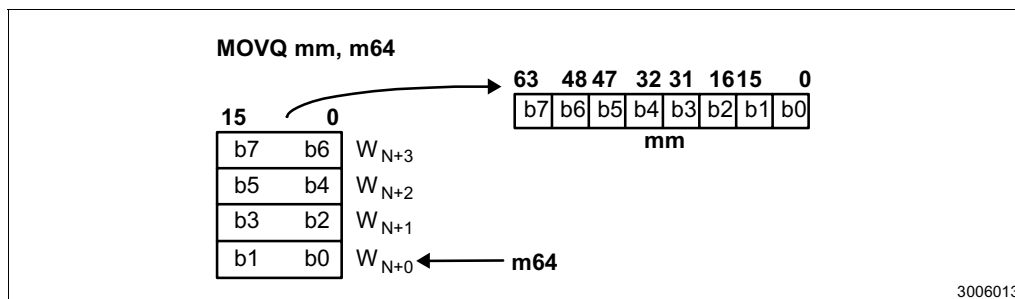 MOVQ mm, m64
63 48 47 32 31 16 15 0
b7 b6 b5 b4 b3 b2 b1 b0
mm
15 0
b7 b6 W N+3
b5 b4 W N+2
b3 b2 W N+1
b1 b0 W N+0 m64
3006013